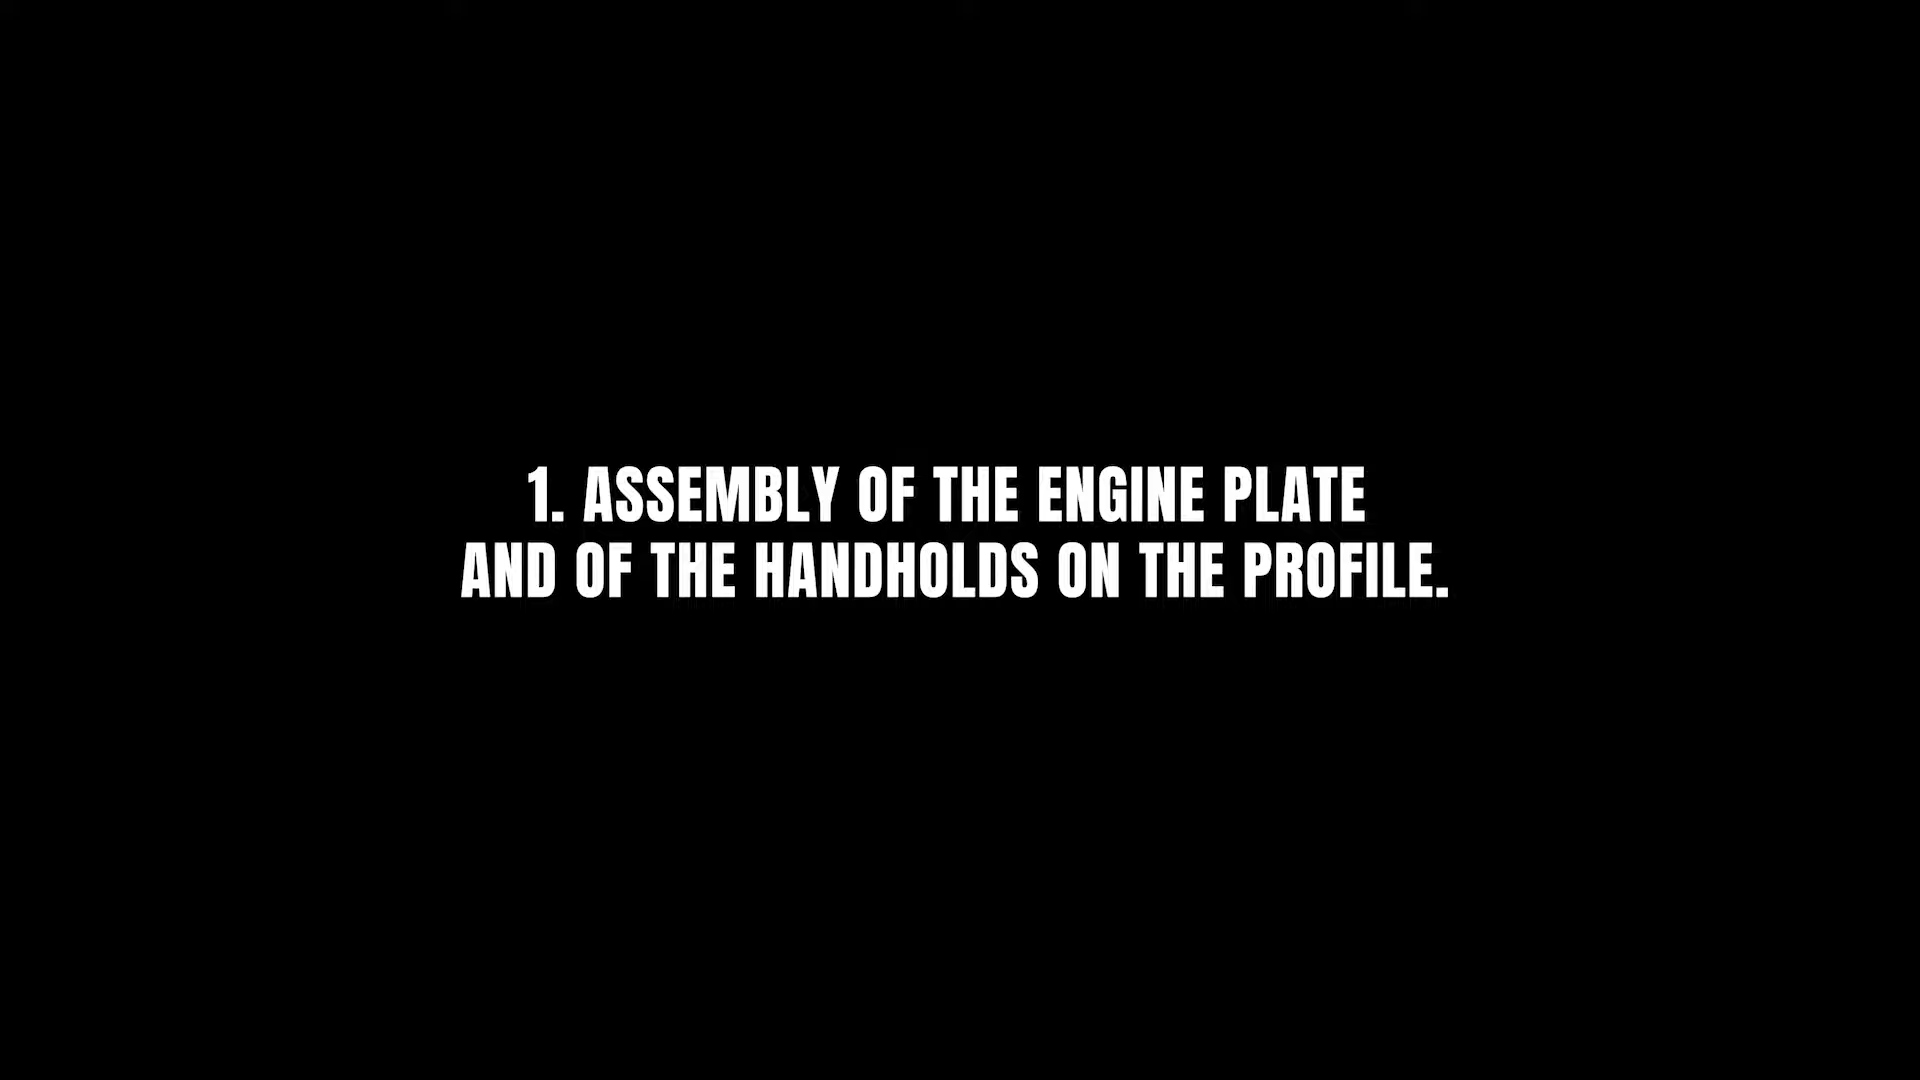 1. ASSEMBLY OF THE ENGINE PLATE
AND OF THE HANDHOLDS ON THE PROFILE.